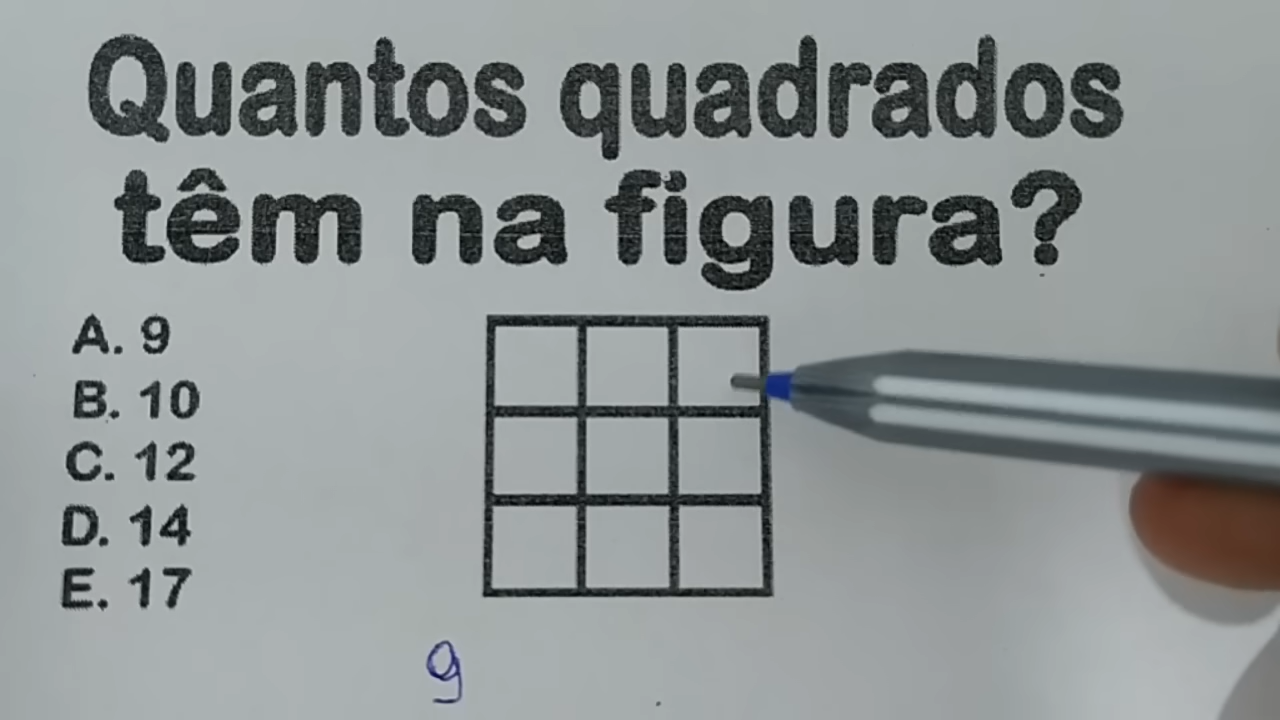 Quantos quadrados
têm na figura?
A. 9
B. 10
C. 12
D. 14
E. 17
9